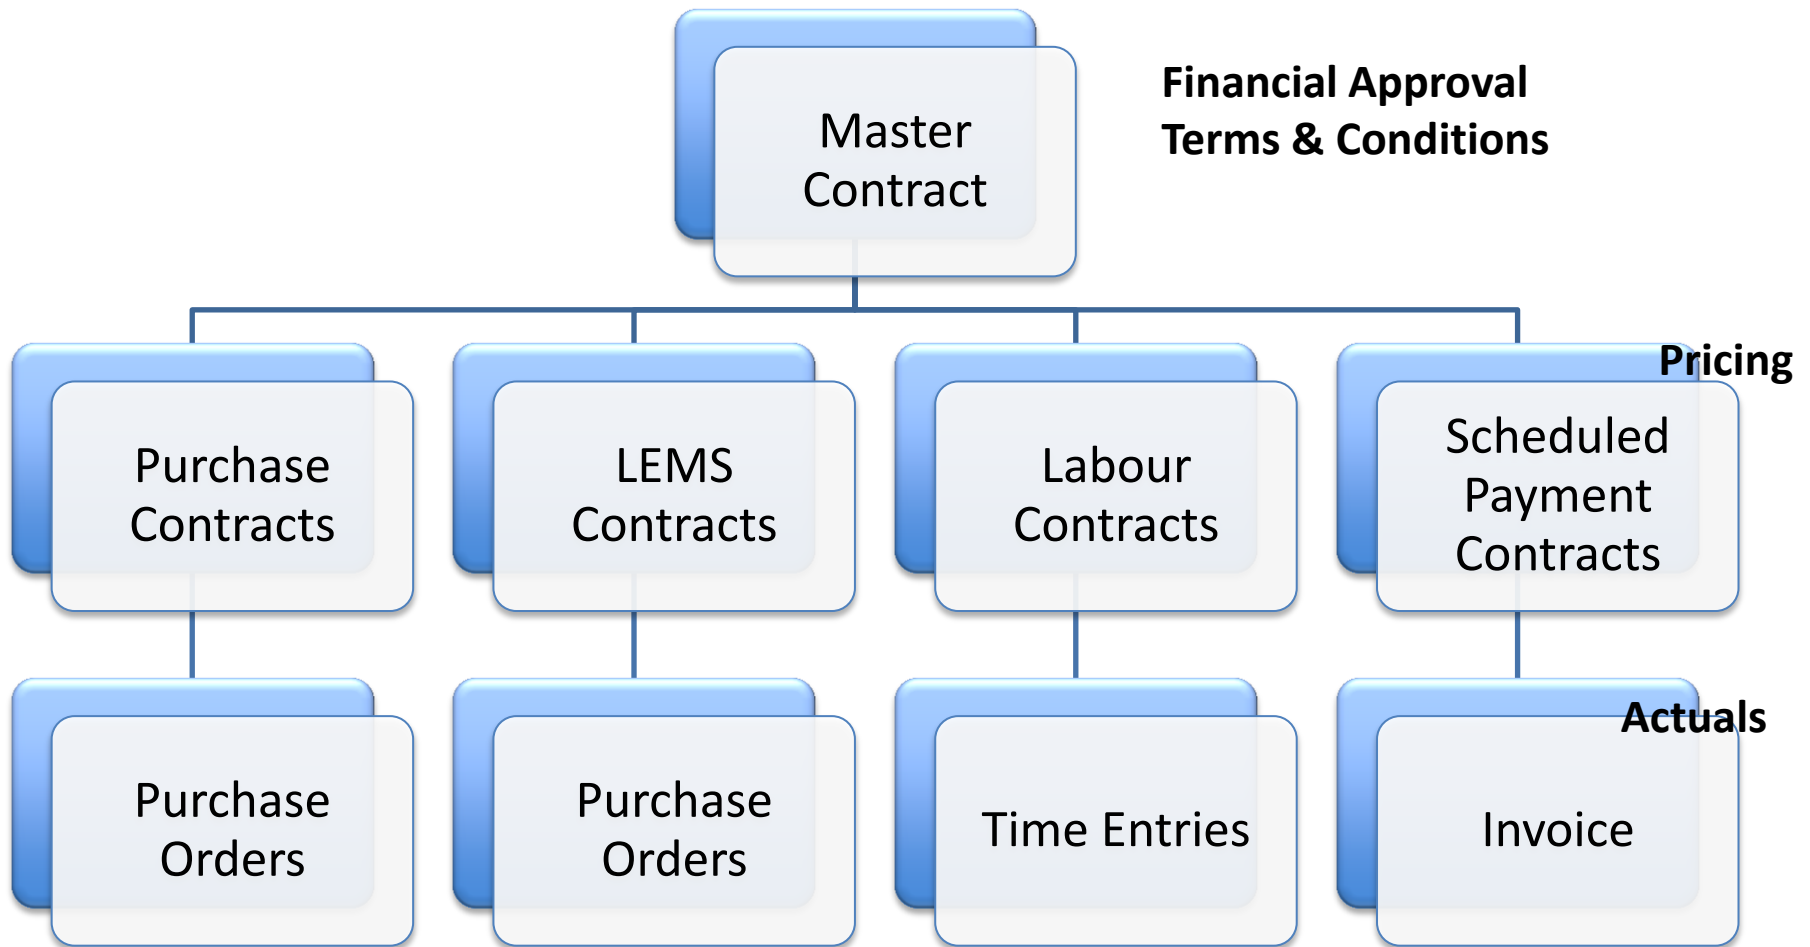 Master
Contract
Financial Approval
Terms & Conditions
Pricing
Purchase
Contracts
LEMS
Contracts
Labour
Contracts
Scheduled
Payment
Contracts
Actuals
Purchase
Orders
Purchase
Orders
Time Entries
Invoice